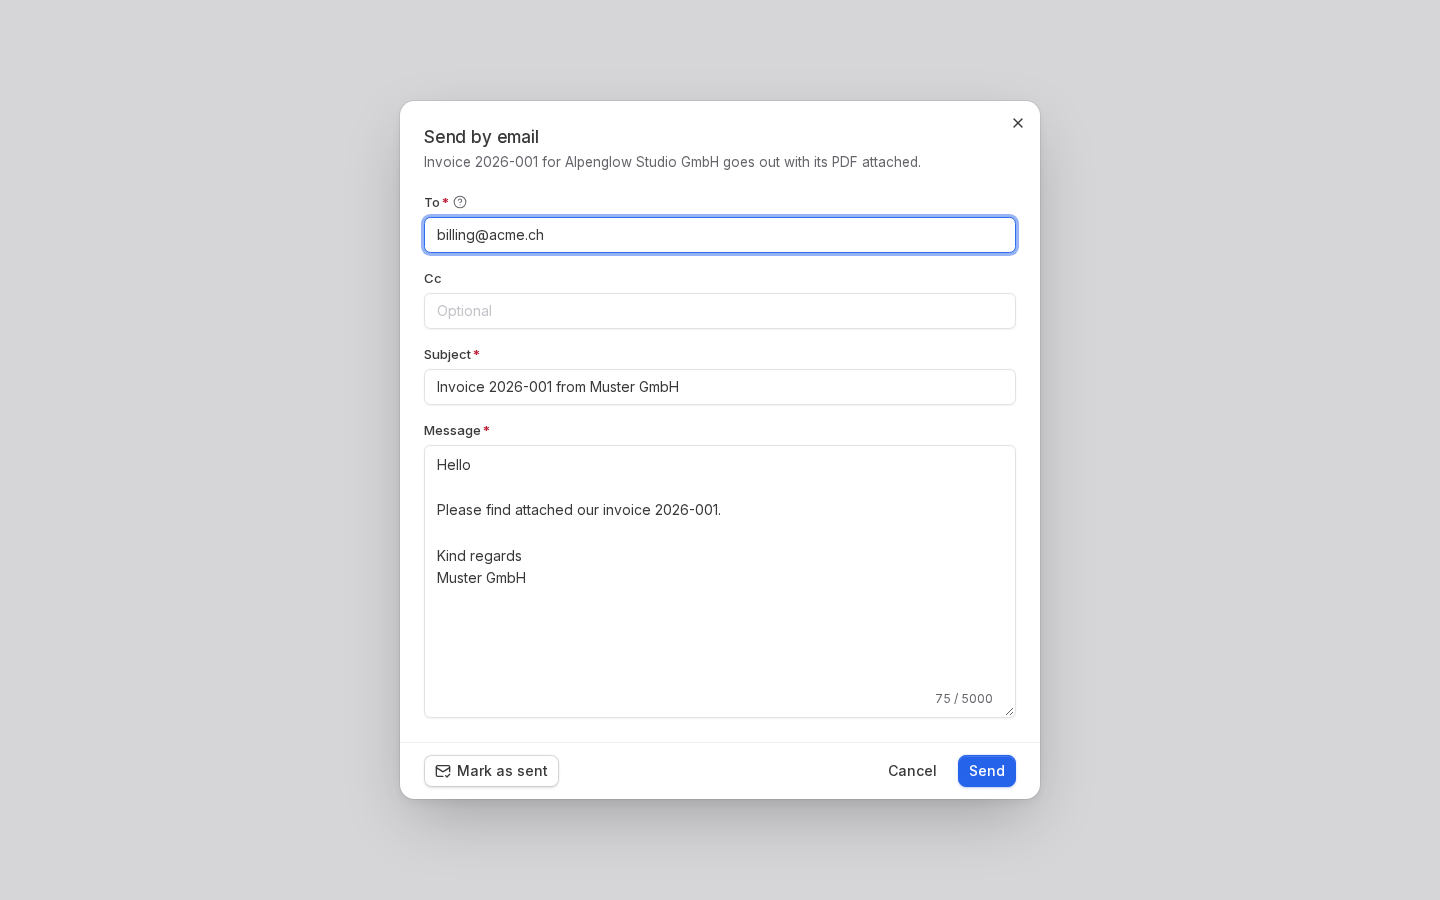 Send by email
Invoice 2026-001 for Alpenglow Studio GmbH goes out with its PDF attached.
To *
billing@acme.ch
Cc
Optional
Subject *
Invoice 2026-001 from Muster GmbH
Message *
Hello
Please find attached our invoice 2026-001.
Kind regards
Muster GmbH
75 / 5000
Mark as sent
Cancel
Send